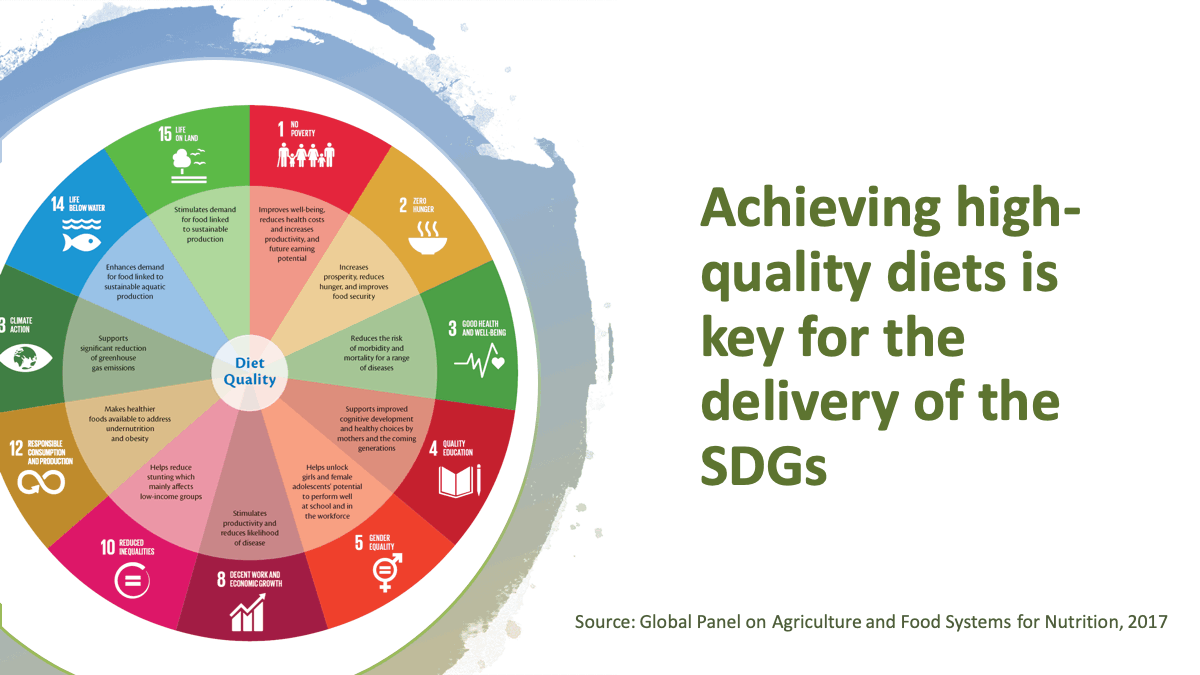 15 LIFE
ON LAND
Stimulates demand
for food linked
to sustainable
production
1 NO
POVERTY
Improves well-being,
reduces health costs
and increases
productivity, and
future earning
potential
2 ZERO
HUNGER
Increases
prosperity, reduces
hunger, and improves
food security
3 GOOD HEALTH
AND WELL-BEING
Reduces the risk
of morbidity and
mortality for a range
of diseases
4 QUALITY
EDUCATION
Supports improved
cognitive development
and healthy choices by
mothers and the coming
generations
5 GENDER
EQUALITY
Helps unlock
girls and female
adolescents' potential
to perform well
at school and in
the workforce
8 DECENT WORK AND
ECONOMIC GROWTH
Stimulates
productivity and
reduces likelihood
of disease
10 REDUCED
INEQUALITIES
Helps reduce
stunting which
mainly affects
low-income groups
12 RESPONSIBLE
CONSUMPTION
AND PRODUCTION
Makes healthier
foods available to address
undernutrition
and obesity
3 CLIMATE
ACTION
Supports
significant reduction
of greenhouse
gas emissions
14 LIFE
BELOW WATER
Enhances demand
for food linked to
sustainable aquatic
production
Diet
Quality
Achieving high-
quality diets is
key for the
delivery of the
SDGs
Source: Global Panel on Agriculture and Food Systems for Nutrition, 2017